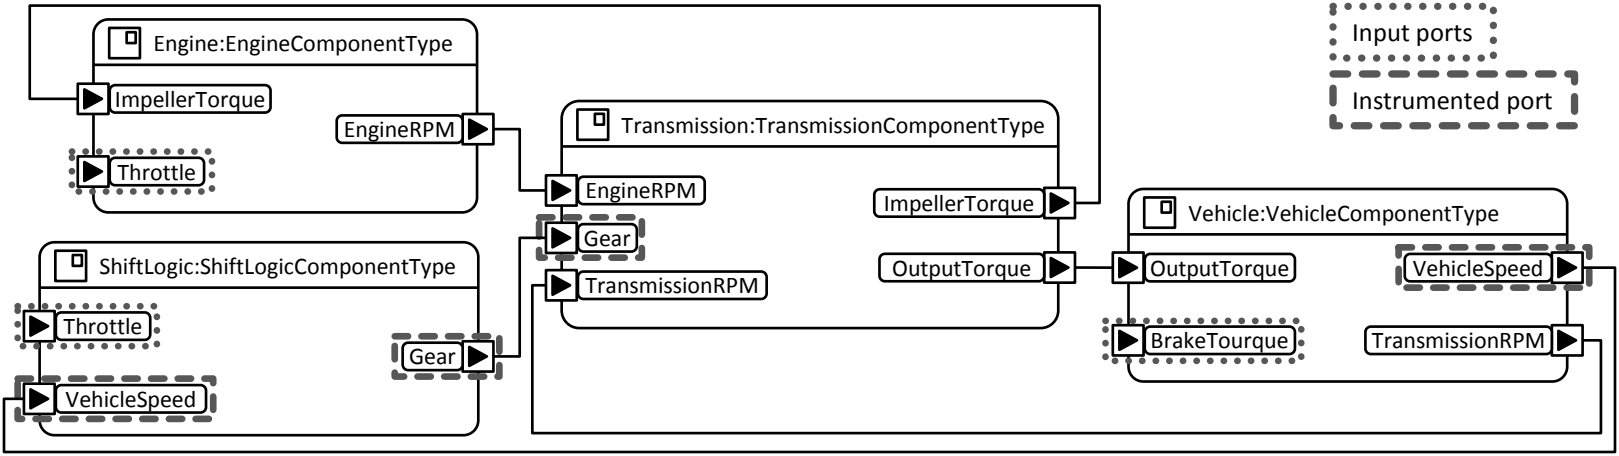 Engine:EngineComponentType
ImpellerTorque
EngineRPM
Throttle
ShiftLogic:ShiftLogicComponentType
Throttle
Gear
VehicleSpeed
Transmission:TransmissionComponentType
EngineRPM
Gear
TransmissionRPM
ImpellerTorque
OutputTorque
Vehicle:VehicleComponentType
OutputTorque
BrakeTourque
VehicleSpeed
TransmissionRPM
Input ports
Instrumented port